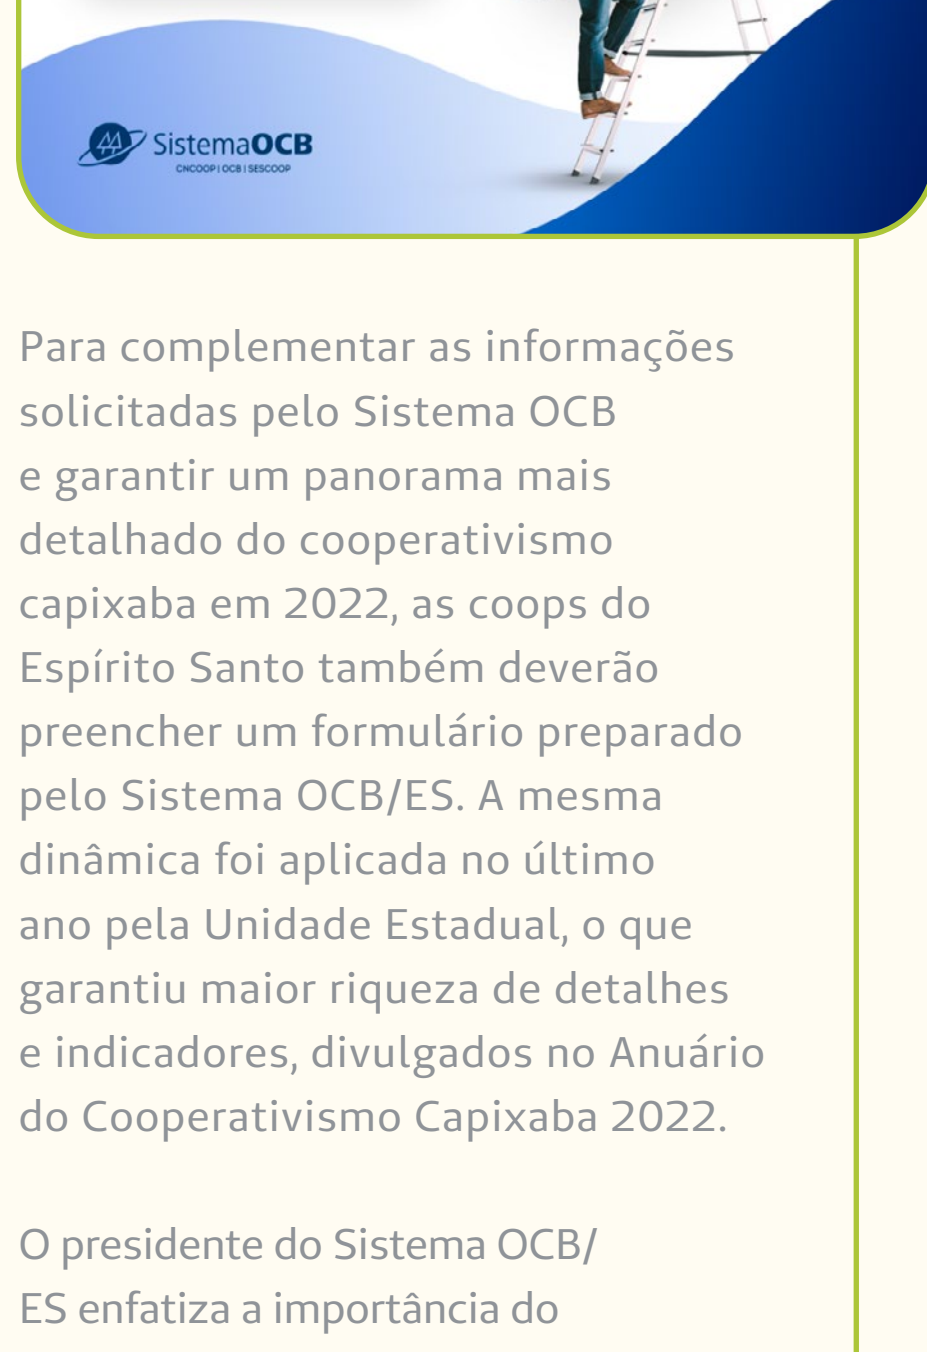 SistemaOCB
CNCOOP | OCB | SESCOOP
Para complementar as informações
solicitadas pelo Sistema OCB
e garantir um panorama mais
detalhado do cooperativismo
capixaba em 2022, as coops do
Espírito Santo também deverão
preencher um formulário preparado
pelo Sistema OCB/ES. A mesma
dinâmica foi aplicada no último
ano pela Unidade Estadual, o que
garantiu maior riqueza de detalhes
e indicadores, divulgados no Anuário
do Cooperativismo Capixaba 2022.
O presidente do Sistema OCB/
ES enfatiza a importância do